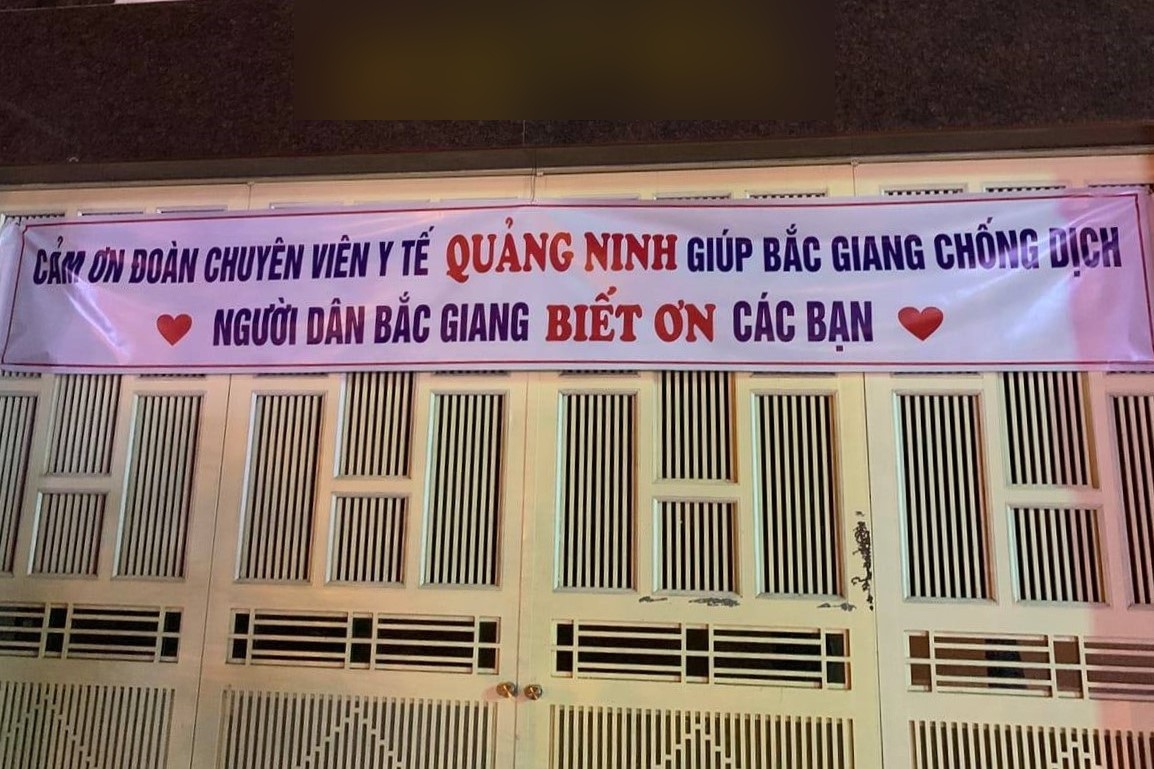 CẢM ƠN ĐOÀN CHUYÊN VIÊN Y TẾ QUẢNG NINH GIÚP BẮC GIANG CHỐNG DỊCH
NGƯỜI DÂN BẮC GIANG BIẾT ƠN CÁC BẠN